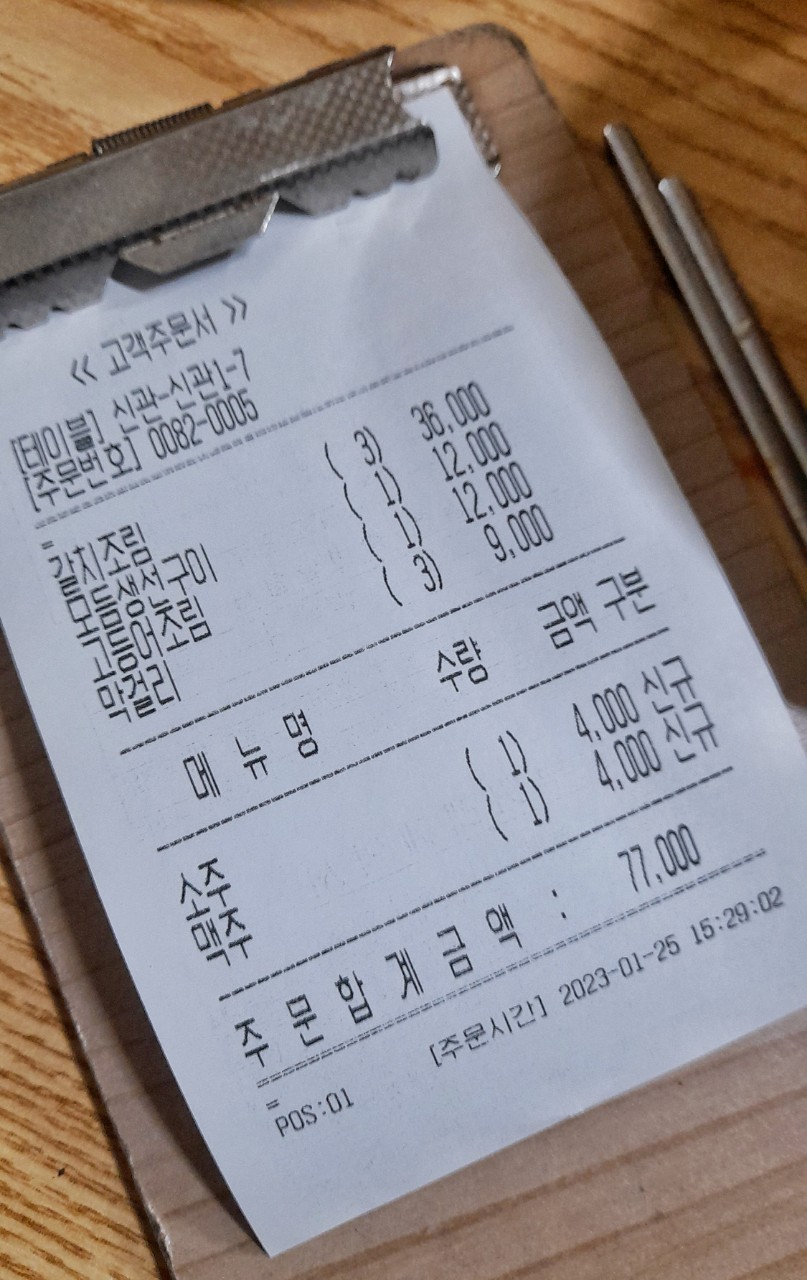 《 고객주문서 》
[테이블] 신관-신관1-7
[주문번호] 0082-0005
=
갈치조림 ( 3) 36,000
모듬생선구이 ( 1) 12,000
고등어조림 ( 1) 12,000
막걸리 ( 3) 9,000
메 뉴 명 수량 금액 구분
소주 ( 1) 4,000 신규
맥주 ( 1) 4,000 신규
주 문 합 계 금 액 : 77,000
=
[주문시간] 2023-01-25 15:29:02
POS:01